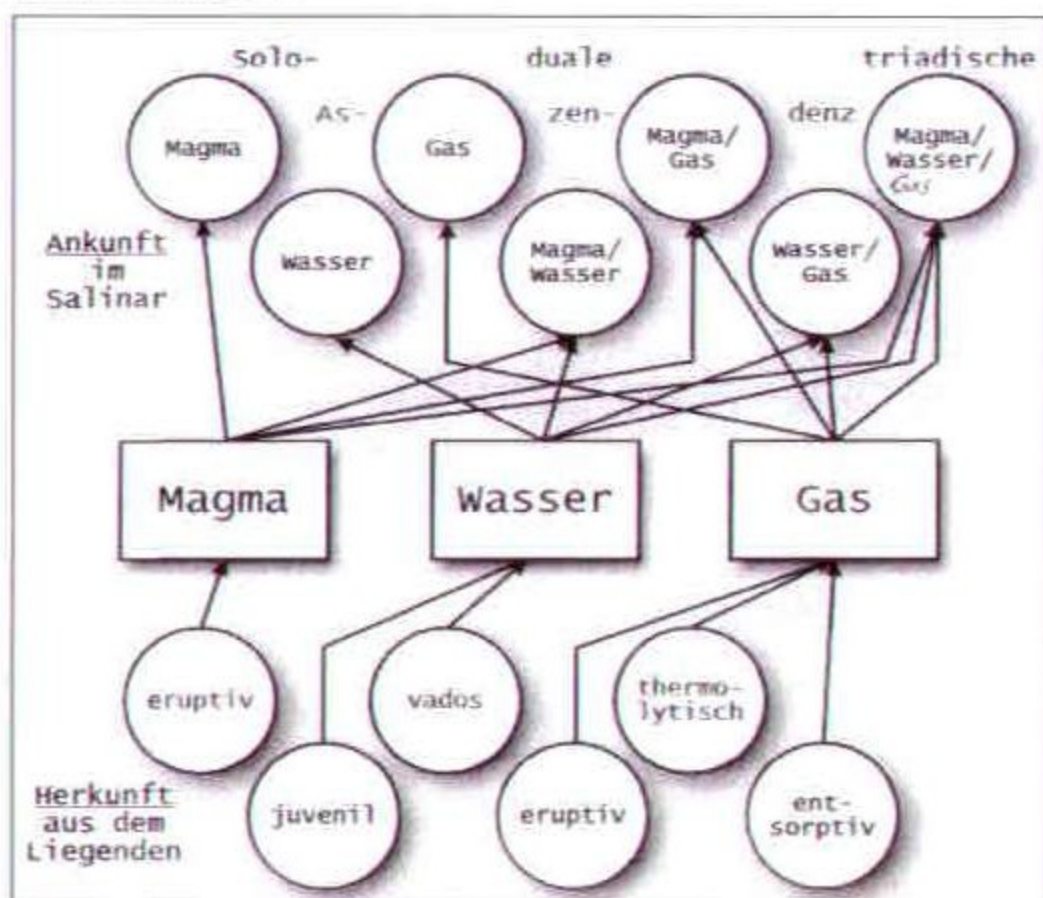 Solo- duale triadische
As- zen- denz
Magma
Gas
Magma/
Gas
Magma/
Wasser/
Gas
Ankunft
im
Salinar
Wasser
Magma/
Wasser
Wasser/
Gas
Magma
Wasser
Gas
eruptiv
vados
thermo-
lytisch
Herkunft
aus dem
Liegenden
juvenil
eruptiv
ent-
sorptiv